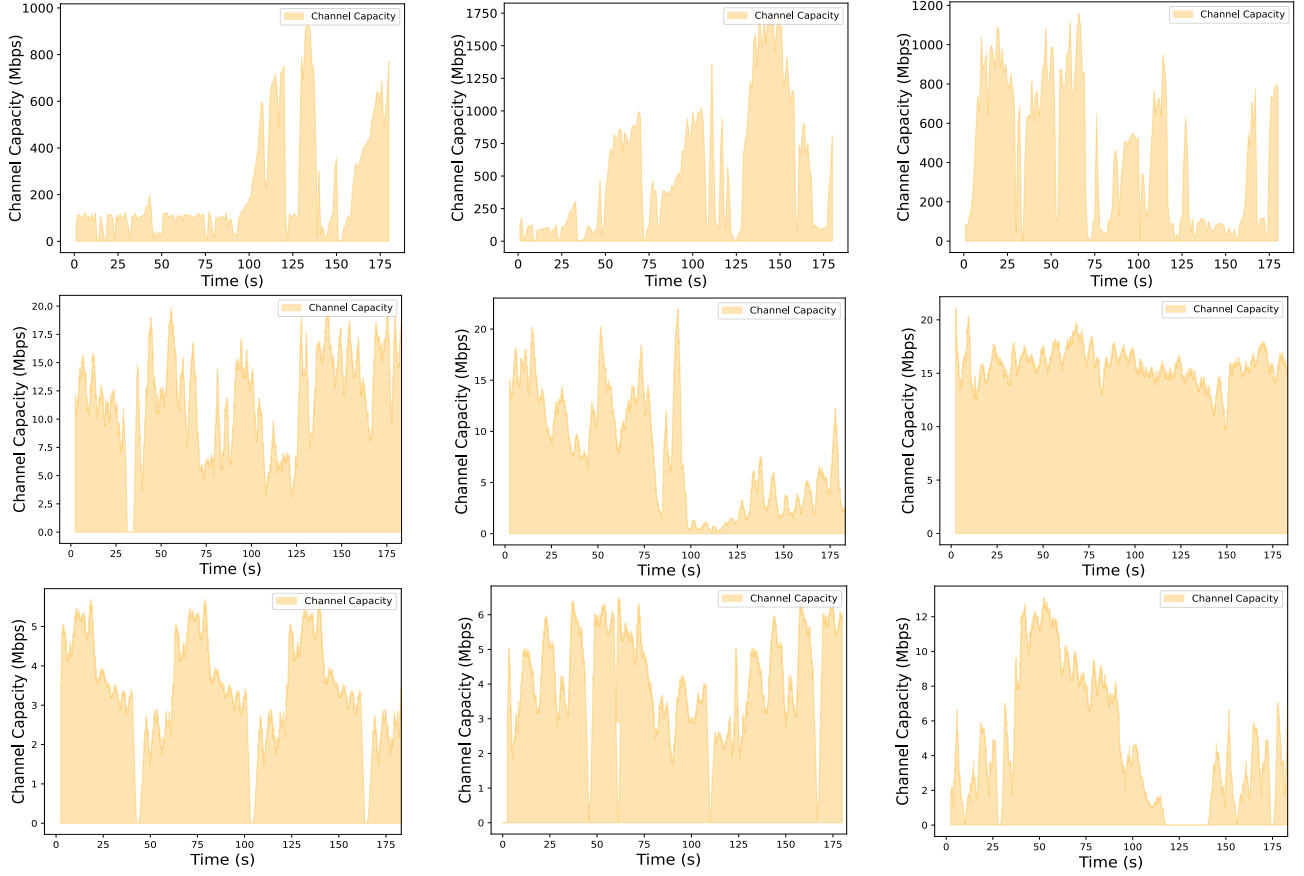 Channel Capacity (Mbps)
1000
800
600
400
200
0
Channel Capacity
0 25 50 75 100 125 150 175
Time (s)
Channel Capacity (Mbps)
1750
1500
1250
1000
750
500
250
0
Channel Capacity
0 25 50 75 100 125 150 175
Time (s)
Channel Capacity (Mbps)
1200
1000
800
600
400
200
0
Channel Capacity
0 25 50 75 100 125 150 175
Time (s)
Channel Capacity (Mbps)
20.0
17.5
15.0
12.5
10.0
7.5
5.0
2.5
0.0
Channel Capacity
0 25 50 75 100 125 150 175
Time (s)
Channel Capacity (Mbps)
20
15
10
5
0
Channel Capacity
0 25 50 75 100 125 150 175
Time (s)
Channel Capacity (Mbps)
20
15
10
5
0
Channel Capacity
0 25 50 75 100 125 150 175
Time (s)
Channel Capacity (Mbps)
5
4
3
2
1
0
Channel Capacity
0 25 50 75 100 125 150 175
Time (s)
Channel Capacity (Mbps)
6
5
4
3
2
1
0
Channel Capacity
0 25 50 75 100 125 150 175
Time (s)
Channel Capacity (Mbps)
12
10
8
6
4
2
0
Channel Capacity
0 25 50 75 100 125 150 175
Time (s)